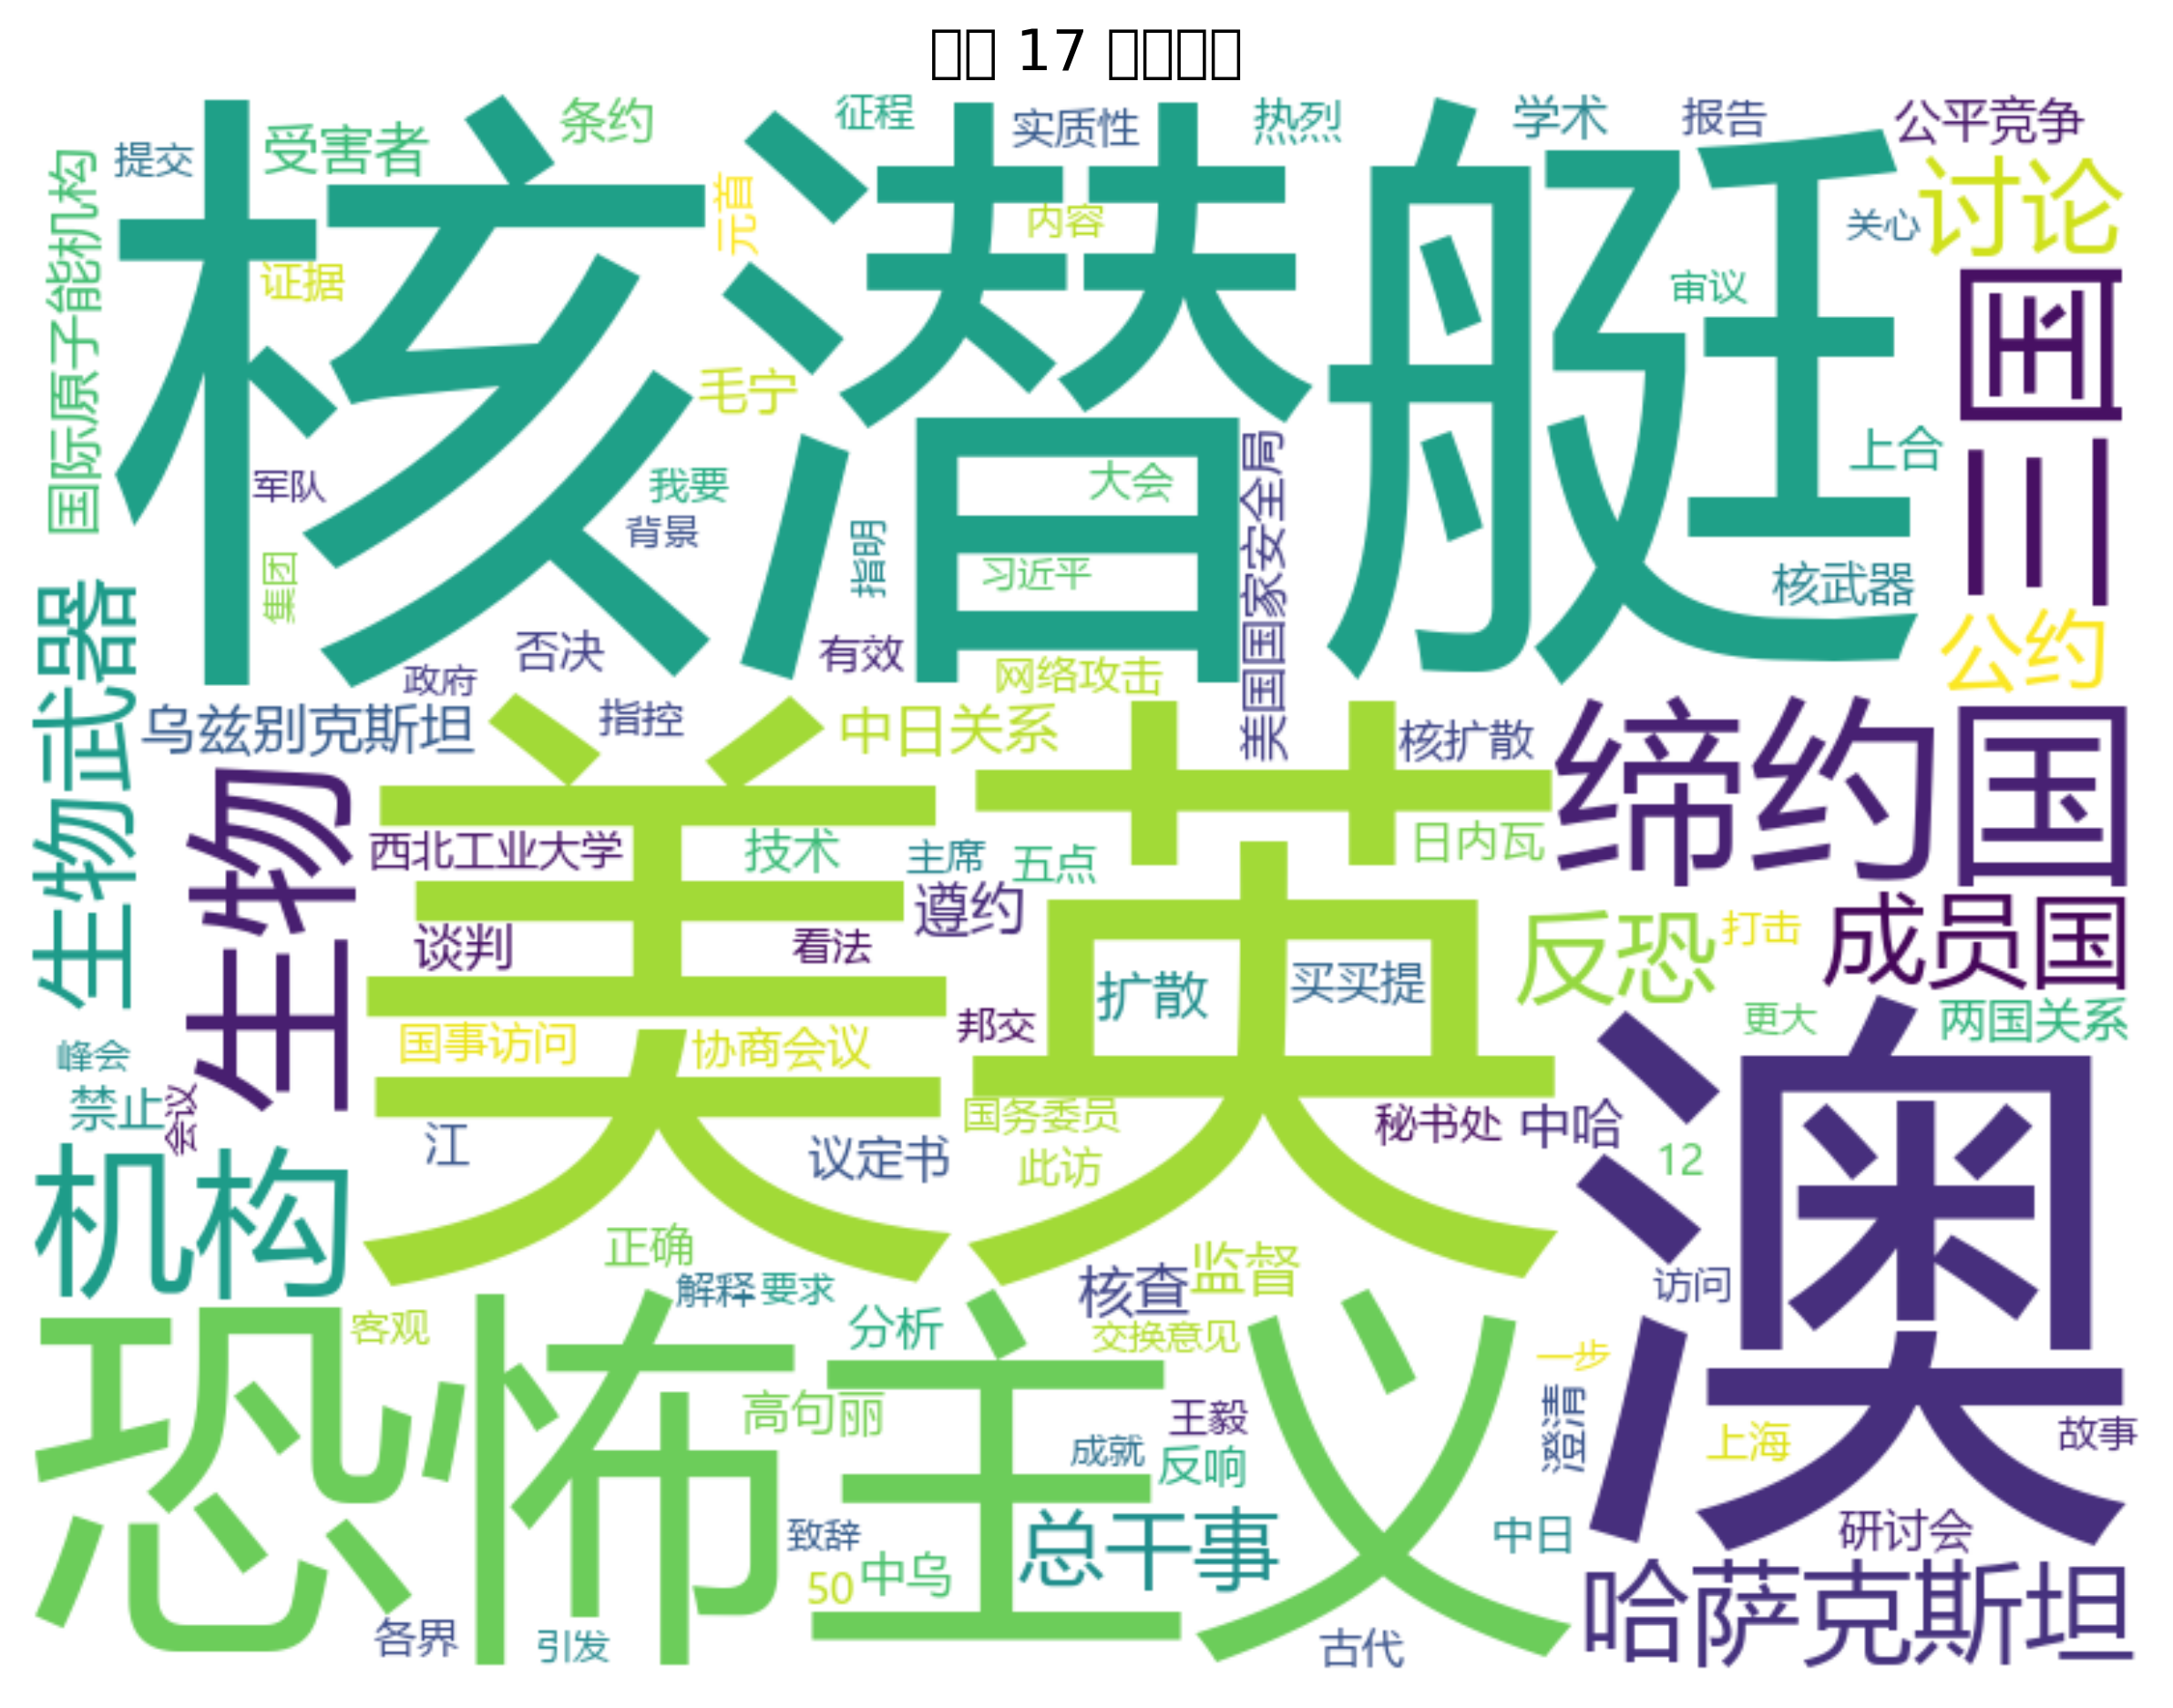 17
核潜艇
提交
受害者
条约
征程
实质性
热烈
学术
报告
公平竞争
国际原子能机构
证据
元首
内容
关心
讨论
审议
毛宁
三国
军队
我要
背景
大会
上合
集团
指明
习近平
美国国家安全局
核武器
否决
有效
网络攻击
公约
政府
生物武器
乌兹别克斯坦
指控
中日关系
核扩散
缔约国
生物
美英
西北工业大学
技术
主席
五点
日内瓦
遵约
谈判
看法
反恐
打击
成员国
扩散
买买提
邦交
更大
两国关系
峰会
国事访问
协商会议
澳
禁止
会议
江
议定书
国务委员
此访
秘书处
中哈
12
机构
正确
监督
核查
访问
解释
要求
恐怖主义
客观
分析
交换意见
一步
高句丽
王毅
成就
反响
澄清
上海
故事
致辞
总干事
中日
研讨会
50
中乌
哈萨克斯坦
各界
引发
古代